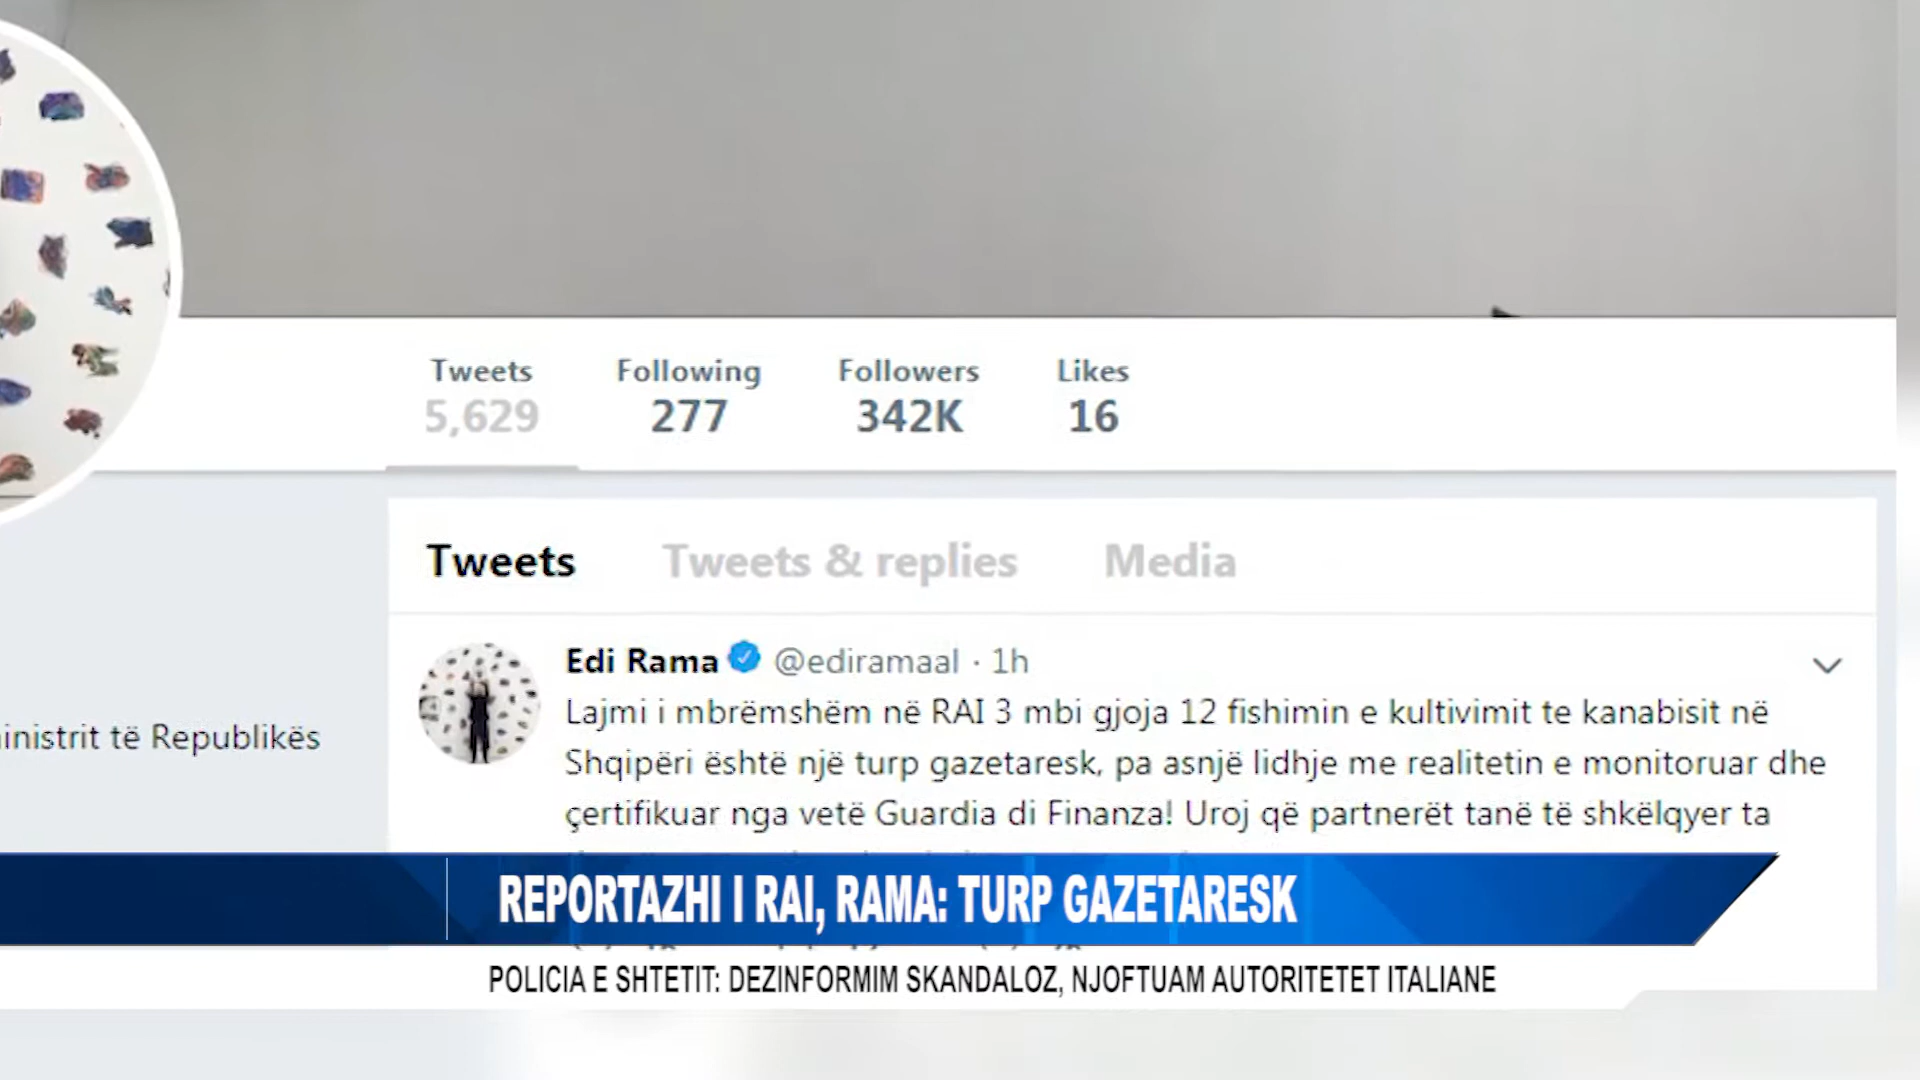 Tweets Following Followers Likes
5,629 277 342K 16
Tweets Tweets & replies Media
Edi Rama @ediramaal · 1h
Lajmi i mbrëmshëm në RAI 3 mbi gjoja 12 fishimin e kultivimit te kanabisit në
Shqipëri është një turp gazetaresk, pa asnjë lidhje me realitetin e monitoruar dhe
çertifikuar nga vetë Guardia di Finanza! Uroj që partnerët tanë të shkëlqyer ta
inistrit të Republikës
REPORTAZHI I RAI, RAMA: TURP GAZETARESK
POLICIA E SHTETIT: DEZINFORMIM SKANDALOZ, NJOFTUAM AUTORITETET ITALIANE